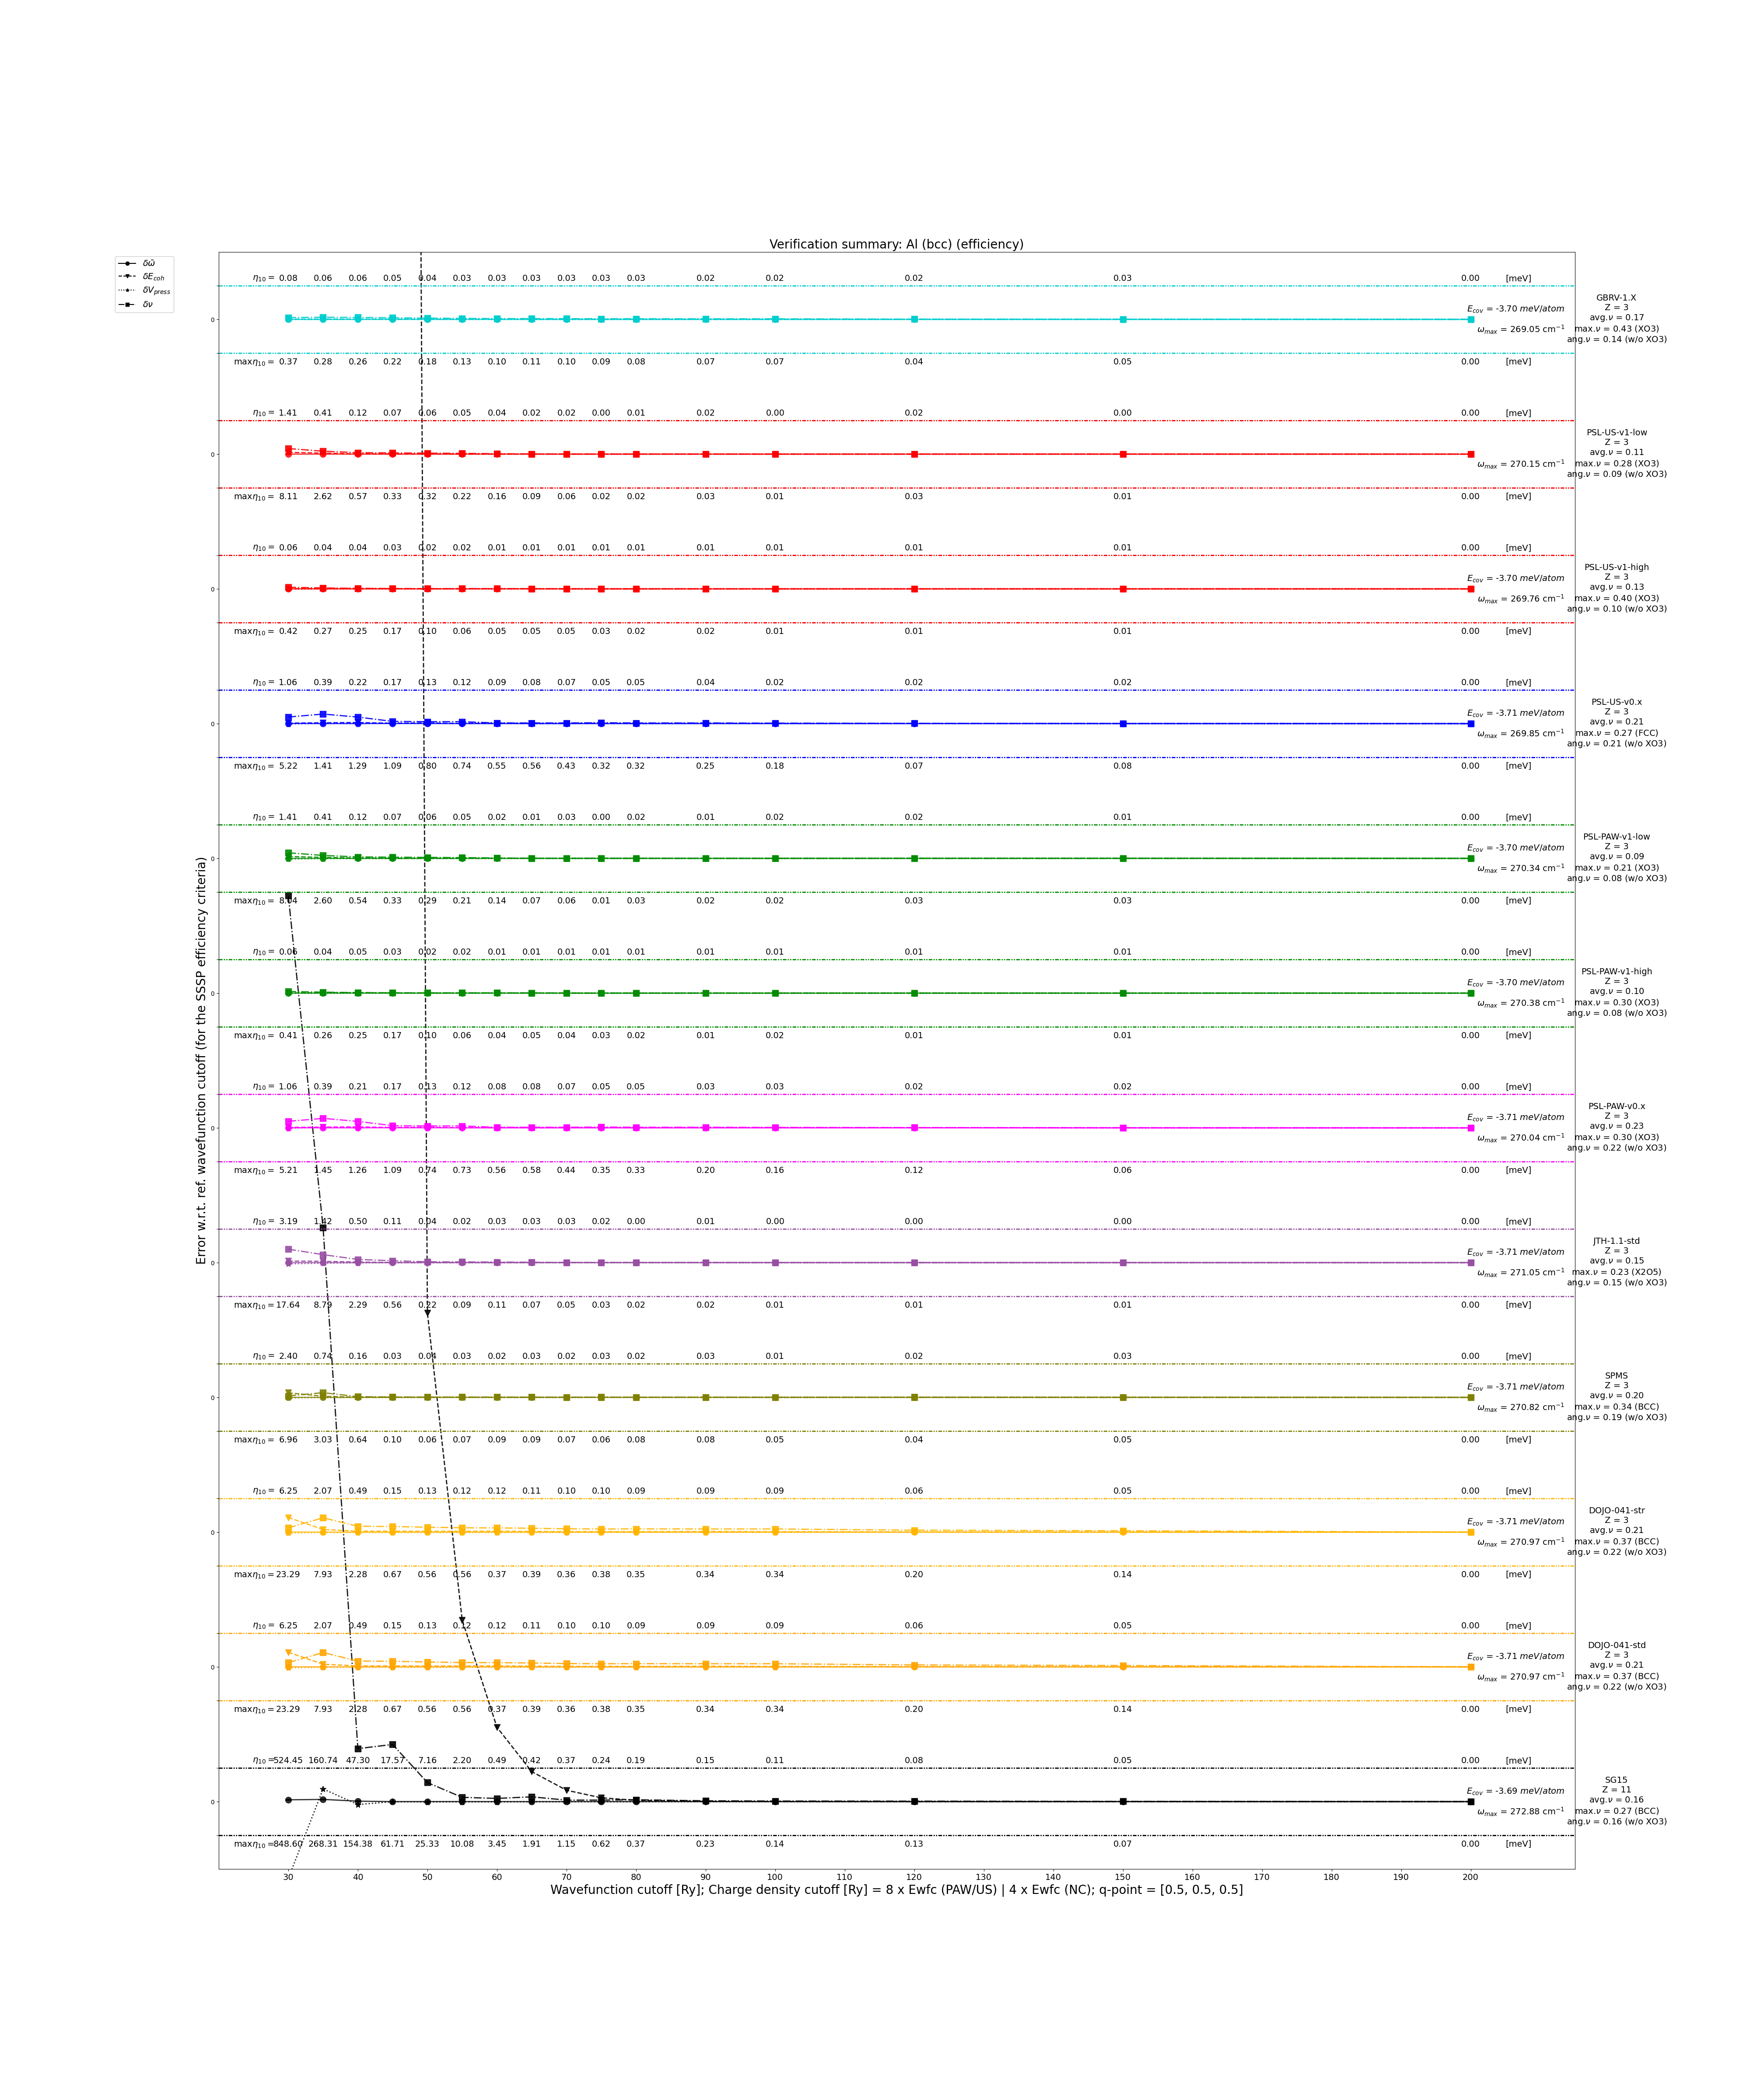 Verification summary: Al (bcc) (efficiency)
δω̃
δE_coh
δV_press
δν
η₁₀ = 0.08 0.06 0.06 0.05 0.04 0.03 0.03 0.03 0.03 0.03 0.03 0.02 0.02 0.02 0.03 0.00 [meV]
E_cov = -3.70 meV/atom
ω_max = 269.05 cm⁻¹
GBRV-1.X
Z = 3
avg.ν = 0.17
max.ν = 0.43 (XO3)
ang.ν = 0.14 (w/o XO3)
maxη₁₀ = 0.37 0.28 0.26 0.22 0.18 0.13 0.10 0.11 0.10 0.09 0.08 0.07 0.07 0.04 0.05 0.00 [meV]
η₁₀ = 1.41 0.41 0.12 0.07 0.06 0.05 0.04 0.02 0.02 0.00 0.01 0.02 0.00 0.02 0.00 0.00 [meV]
ω_max = 270.15 cm⁻¹
PSL-US-v1-low
Z = 3
avg.ν = 0.11
max.ν = 0.28 (XO3)
ang.ν = 0.09 (w/o XO3)
maxη₁₀ = 8.11 2.62 0.57 0.33 0.32 0.22 0.16 0.09 0.06 0.02 0.02 0.03 0.01 0.03 0.01 0.00 [meV]
η₁₀ = 0.06 0.04 0.04 0.03 0.02 0.02 0.01 0.01 0.01 0.01 0.01 0.01 0.01 0.01 0.01 0.00 [meV]
E_cov = -3.70 meV/atom
ω_max = 269.76 cm⁻¹
PSL-US-v1-high
Z = 3
avg.ν = 0.13
max.ν = 0.40 (XO3)
ang.ν = 0.10 (w/o XO3)
maxη₁₀ = 0.42 0.27 0.25 0.17 0.10 0.06 0.05 0.05 0.05 0.03 0.02 0.02 0.01 0.01 0.01 0.00 [meV]
η₁₀ = 1.06 0.39 0.22 0.17 0.13 0.12 0.09 0.08 0.07 0.05 0.05 0.04 0.02 0.02 0.02 0.00 [meV]
E_cov = -3.71 meV/atom
ω_max = 269.85 cm⁻¹
PSL-US-v0.x
Z = 3
avg.ν = 0.21
max.ν = 0.27 (FCC)
ang.ν = 0.21 (w/o XO3)
maxη₁₀ = 5.22 1.41 1.29 1.09 0.80 0.74 0.55 0.56 0.43 0.32 0.32 0.25 0.18 0.07 0.08 0.00 [meV]
η₁₀ = 1.41 0.41 0.12 0.07 0.06 0.05 0.02 0.01 0.03 0.00 0.02 0.01 0.02 0.02 0.01 0.00 [meV]
E_cov = -3.70 meV/atom
ω_max = 270.34 cm⁻¹
PSL-PAW-v1-low
Z = 3
avg.ν = 0.09
max.ν = 0.21 (XO3)
ang.ν = 0.08 (w/o XO3)
maxη₁₀ = 2.60 0.54 0.33 0.29 0.21 0.14 0.07 0.06 0.01 0.03 0.02 0.02 0.03 0.03 0.00 [meV]
η₁₀ = 0.06 0.04 0.05 0.03 0.02 0.02 0.01 0.01 0.01 0.01 0.01 0.01 0.01 0.01 0.01 0.00 [meV]
E_cov = -3.70 meV/atom
ω_max = 270.38 cm⁻¹
PSL-PAW-v1-high
Z = 3
avg.ν = 0.10
max.ν = 0.30 (XO3)
ang.ν = 0.08 (w/o XO3)
maxη₁₀ = 0.41 0.26 0.25 0.17 0.10 0.06 0.04 0.05 0.04 0.03 0.02 0.01 0.02 0.01 0.01 0.00 [meV]
η₁₀ = 1.06 0.39 0.21 0.17 0.13 0.12 0.08 0.08 0.07 0.05 0.05 0.03 0.03 0.02 0.02 0.00 [meV]
E_cov = -3.71 meV/atom
ω_max = 270.04 cm⁻¹
PSL-PAW-v0.x
Z = 3
avg.ν = 0.23
max.ν = 0.30 (XO3)
ang.ν = 0.22 (w/o XO3)
maxη₁₀ = 5.21 1.45 1.26 1.09 0.74 0.73 0.56 0.58 0.44 0.35 0.33 0.20 0.16 0.12 0.06 0.00 [meV]
η₁₀ = 3.19 1.42 0.50 0.11 0.04 0.02 0.03 0.03 0.03 0.02 0.00 0.01 0.00 0.00 0.00 0.00 [meV]
E_cov = -3.71 meV/atom
ω_max = 271.05 cm⁻¹
JTH-1.1-std
Z = 3
avg.ν = 0.15
max.ν = 0.23 (X2O5)
ang.ν = 0.15 (w/o XO3)
maxη₁₀ = 17.64 8.79 2.29 0.56 0.22 0.09 0.11 0.07 0.05 0.03 0.02 0.02 0.01 0.01 0.01 0.00 [meV]
η₁₀ = 2.40 0.74 0.16 0.03 0.04 0.03 0.02 0.03 0.02 0.03 0.02 0.03 0.01 0.02 0.03 0.00 [meV]
E_cov = -3.71 meV/atom
ω_max = 270.82 cm⁻¹
SPMS
Z = 3
avg.ν = 0.20
max.ν = 0.34 (BCC)
ang.ν = 0.19 (w/o XO3)
maxη₁₀ = 6.96 3.03 0.64 0.10 0.06 0.07 0.09 0.09 0.07 0.06 0.08 0.08 0.05 0.04 0.05 0.00 [meV]
η₁₀ = 6.25 2.07 0.49 0.15 0.13 0.12 0.12 0.11 0.10 0.10 0.09 0.09 0.09 0.06 0.05 0.00 [meV]
E_cov = -3.71 meV/atom
ω_max = 270.97 cm⁻¹
DOJO-041-str
Z = 3
avg.ν = 0.21
max.ν = 0.37 (BCC)
ang.ν = 0.22 (w/o XO3)
maxη₁₀ = 23.29 7.93 2.28 0.67 0.56 0.56 0.37 0.39 0.36 0.38 0.35 0.34 0.34 0.20 0.14 0.00 [meV]
η₁₀ = 6.25 2.07 0.49 0.15 0.13 0.12 0.12 0.11 0.10 0.10 0.09 0.09 0.09 0.06 0.05 0.00 [meV]
E_cov = -3.71 meV/atom
ω_max = 270.97 cm⁻¹
DOJO-041-std
Z = 3
avg.ν = 0.21
max.ν = 0.37 (BCC)
ang.ν = 0.22 (w/o XO3)
maxη₁₀ = 23.29 7.93 2.28 0.67 0.56 0.56 0.37 0.39 0.36 0.38 0.35 0.34 0.34 0.20 0.14 0.00 [meV]
η₁₀ = 524.45 160.74 47.30 17.57 7.16 2.20 0.49 0.42 0.37 0.24 0.19 0.15 0.11 0.08 0.05 0.00 [meV]
E_cov = -3.69 meV/atom
ω_max = 272.88 cm⁻¹
SG15
Z = 11
avg.ν = 0.16
max.ν = 0.27 (BCC)
ang.ν = 0.16 (w/o XO3)
maxη₁₀ = 848.60 268.31 154.38 61.71 25.33 10.08 3.45 1.91 1.15 0.62 0.37 0.23 0.14 0.13 0.07 0.00 [meV]
0
0
0
0
0
0
0
0
0
0
0
0
Error w.r.t. ref. wavefunction cutoff (for the SSSP efficiency criteria)
30 40 50 60 70 80 90 100 110 120 130 140 150 160 170 180 190 200
Wavefunction cutoff [Ry]; Charge density cutoff [Ry] = 8 x Ewfc (PAW/US) | 4 x Ewfc (NC); q-point = [0.5, 0.5, 0.5]